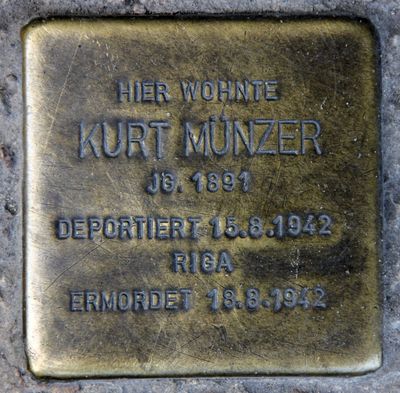 HIER WOHNTE
KURT MÜNZER
JG. 1891
DEPORTIERT 15.8.1942
RIGA
ERMORDET 18.8.1942